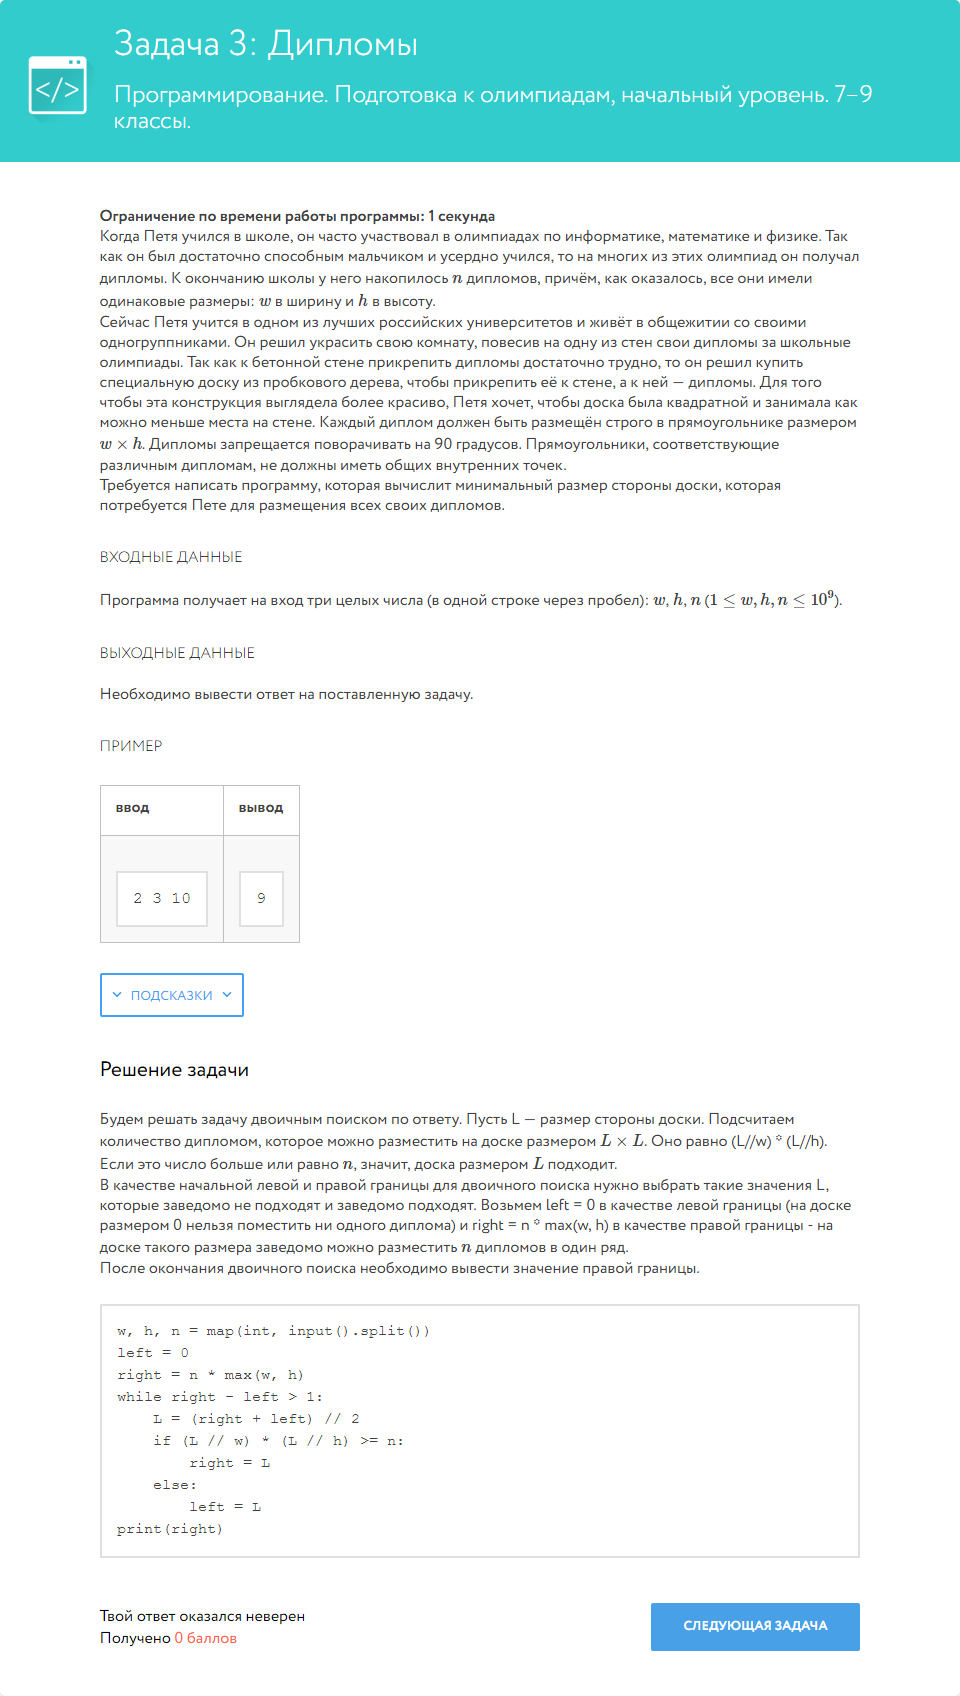 Задача 3: Дипломы
</>
Программирование. Подготовка к олимпиадам, начальный уровень. 7–9
классы.
Ограничение по времени работы программы: 1 секунда
Когда Петя учился в школе, он часто участвовал в олимпиадах по информатике, математике и физике. Так
как он был достаточно способным мальчиком и усердно учился, то на многих из этих олимпиад он получал
дипломы. К окончанию школы у него накопилось n дипломов, причём, как оказалось, все они имели
одинаковые размеры: w в ширину и h в высоту.
Сейчас Петя учится в одном из лучших российских университетов и живёт в общежитии со своими
одногруппниками. Он решил украсить свою комнату, повесив на одну из стен свои дипломы за школьные
олимпиады. Так как к бетонной стене прикрепить дипломы достаточно трудно, то он решил купить
специальную доску из пробкового дерева, чтобы прикрепить её к стене, а к ней — дипломы. Для того
чтобы эта конструкция выглядела более красиво, Петя хочет, чтобы доска была квадратной и занимала как
можно меньше места на стене. Каждый диплом должен быть размещён строго в прямоугольнике размером
w × h. Дипломы запрещается поворачивать на 90 градусов. Прямоугольники, соответствующие
различным дипломам, не должны иметь общих внутренних точек.
Требуется написать программу, которая вычислит минимальный размер стороны доски, которая
потребуется Пете для размещения всех своих дипломов.
ВХОДНЫЕ ДАННЫЕ
Программа получает на вход три целых числа (в одной строке через пробел): w, h, n (1 ≤ w, h, n ≤ 10⁹).
ВЫХОДНЫЕ ДАННЫЕ
Необходимо вывести ответ на поставленную задачу.
ПРИМЕР
ввод вывод
2 3 10 9
ПОДСКАЗКИ
Решение задачи
Будем решать задачу двоичным поиском по ответу. Пусть L — размер стороны доски. Подсчитаем
количество дипломом, которое можно разместить на доске размером L × L. Оно равно (L//w) * (L//h).
Если это число больше или равно n, значит, доска размером L подходит.
В качестве начальной левой и правой границы для двоичного поиска нужно выбрать такие значения L,
которые заведомо не подходят и заведомо подходят. Возьмем left = 0 в качестве левой границы (на доске
размером 0 нельзя поместить ни одного диплома) и right = n * max(w, h) в качестве правой границы - на
доске такого размера заведомо можно разместить n дипломов в один ряд.
После окончания двоичного поиска необходимо вывести значение правой границы.
w, h, n = map(int, input().split())
left = 0
right = n * max(w, h)
while right - left > 1:
    L = (right + left) // 2
    if (L // w) * (L // h) >= n:
        right = L
    else:
        left = L
print(right)
Твой ответ оказался неверен
Получено 0 баллов
СЛЕДУЮЩАЯ ЗАДАЧА